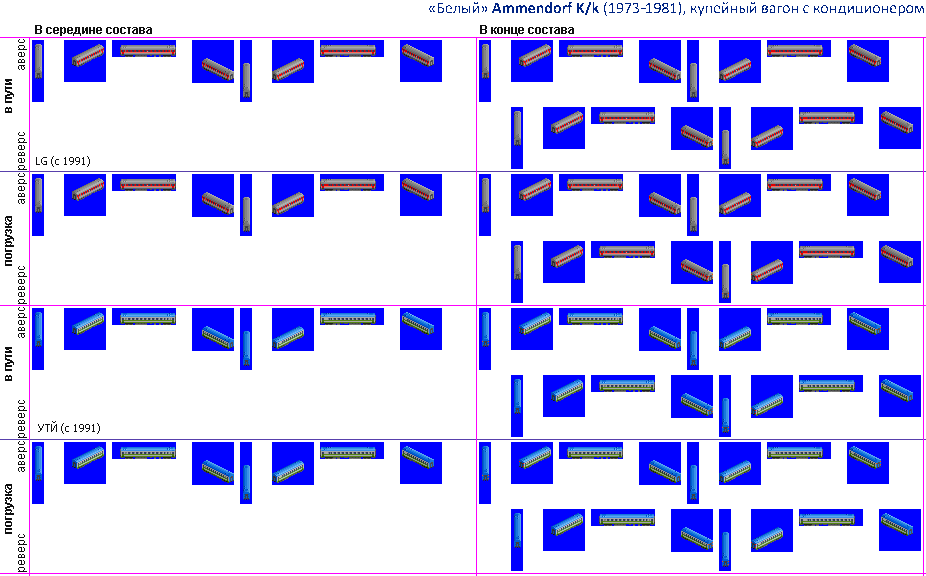 «Белый» Ammendorf K/k (1973-1981), купейный вагон с кондиционером
В середине состава
В конце состава
в пути
аверс
реверс
LG (с 1991)
погрузка
аверс
реверс
в пути
аверс
реверс
УТЙ (с 1991)
погрузка
аверс
реверс